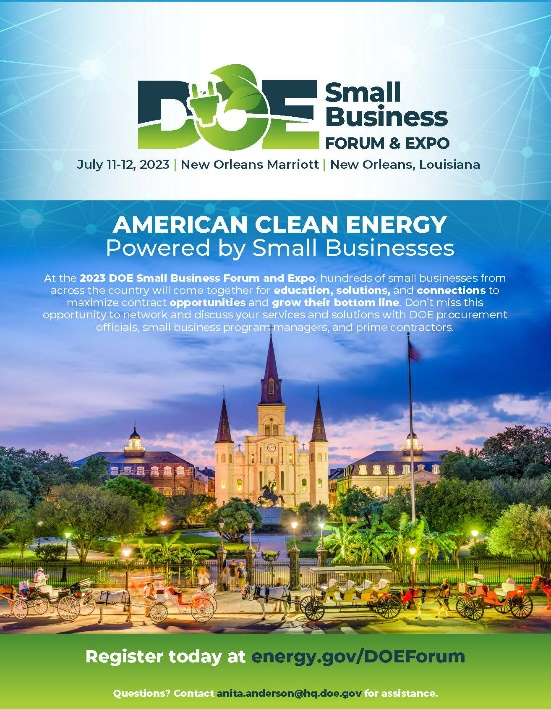 DOE Small
Business
FORUM & EXPO
July 11-12, 2023 | New Orleans Marriott | New Orleans, Louisiana
AMERICAN CLEAN ENERGY
Powered by Small Businesses
At the 2023 DOE Small Business Forum and Expo, hundreds of small businesses from
across the country will come together for education, solutions, and connections to
maximize contract opportunities and grow their bottom line. Don't miss this
opportunity to network and discuss your services and solutions with DOE procurement
officials, small business program managers, and prime contractors.
Register today at energy.gov/DOEForum
Questions? Contact anita.anderson@hq.doe.gov for assistance.